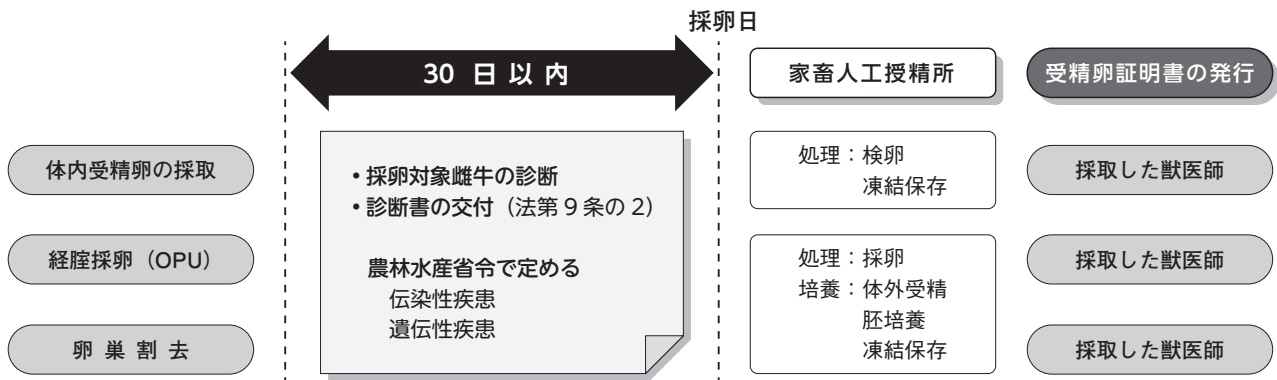 採卵日
30 日以内
家畜人工授精所
受精卵証明書の発行
体内受精卵の採取
経腟採卵（OPU）
卵巣割去
・採卵対象雌牛の診断
・診断書の交付（法第 9 条の 2）
農林水産省令で定める
伝染性疾患
遺伝性疾患
処理：検卵
凍結保存
処理：採卵
培養：体外受精
胚培養
凍結保存
採取した獣医師
採取した獣医師
採取した獣医師